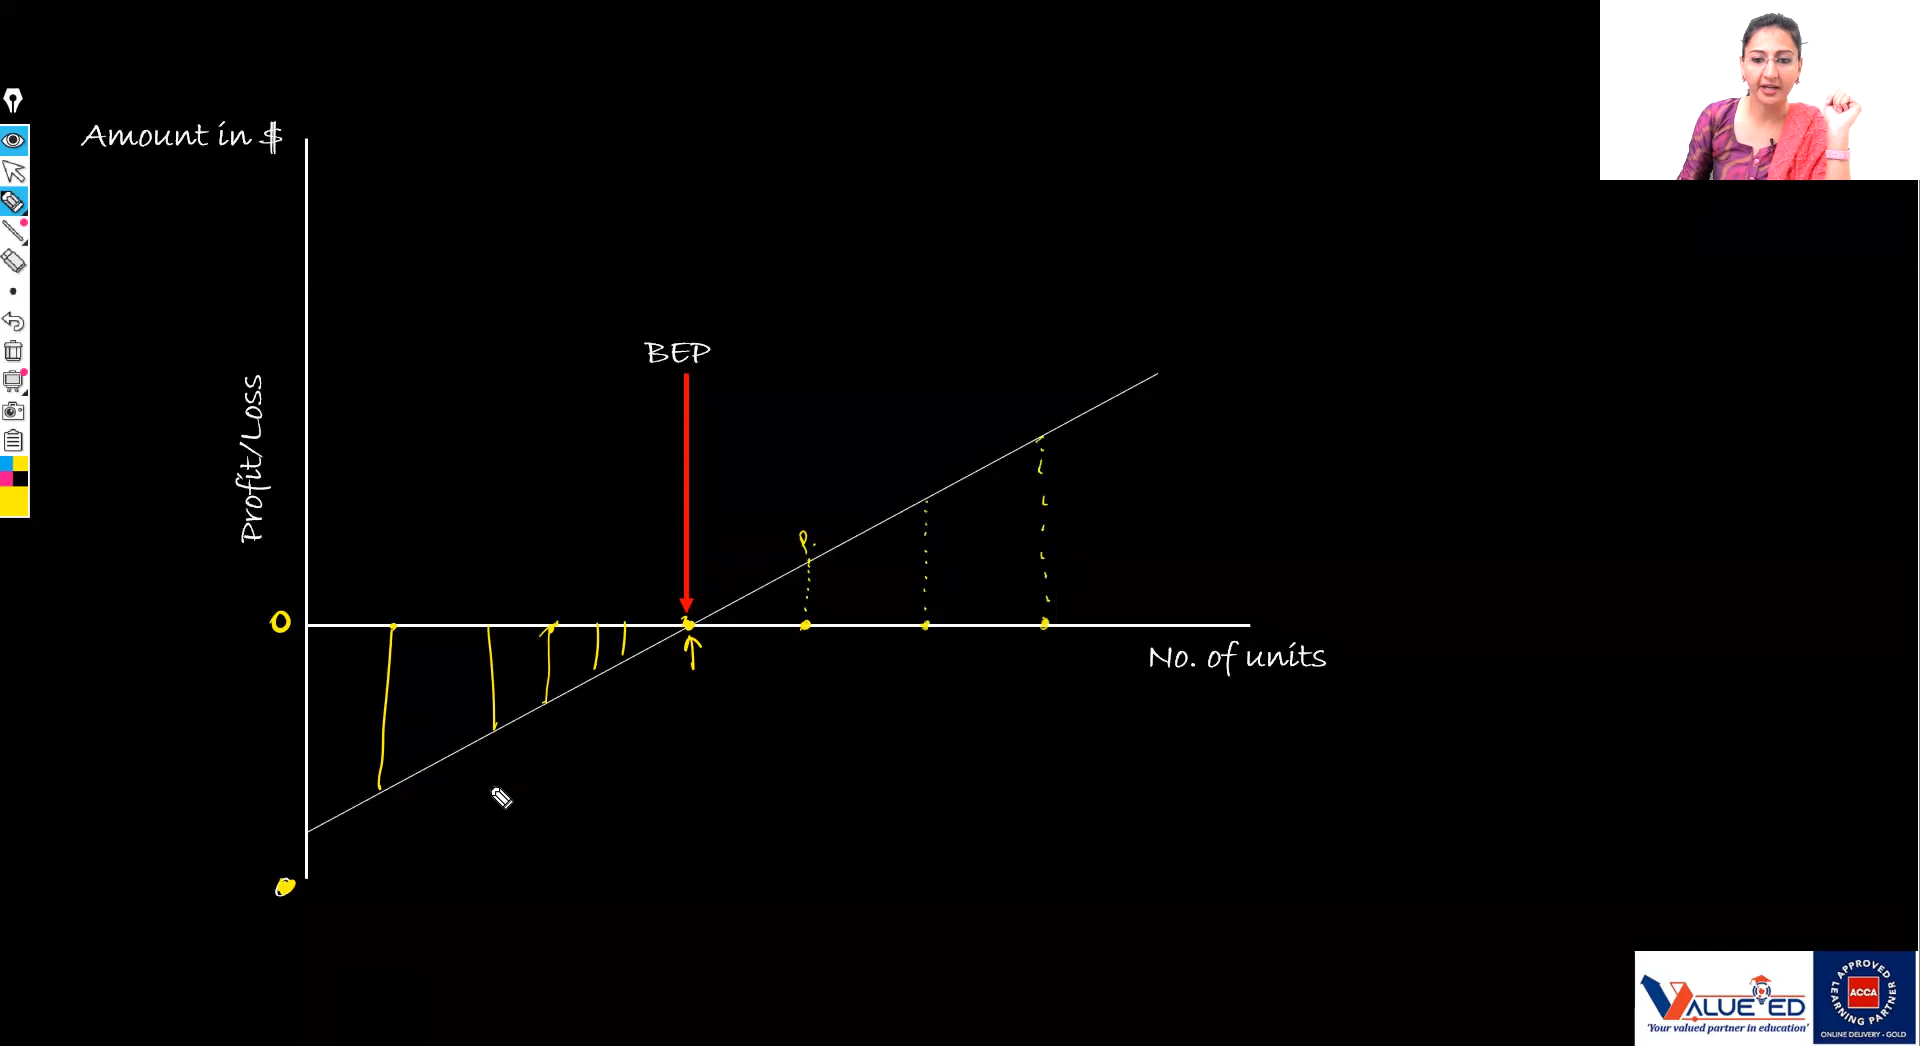 Amount in $
BEP
Profit/Loss
P.
0
No. of units
VALUE-ED
'Your valued partner in education'
APPROVED
LEARNING PARTNER
ACCA
ONLINE DELIVERY - GOLD